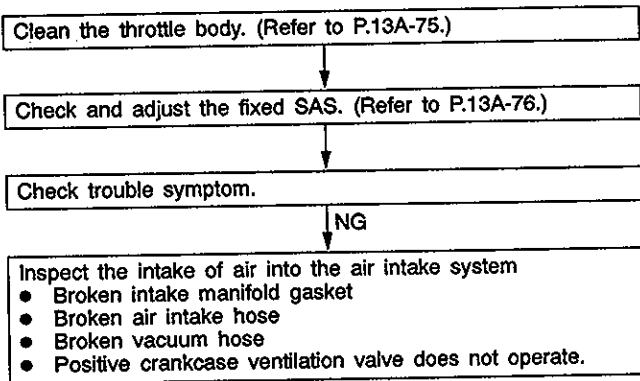 Clean the throttle body. (Refer to P.13A-75.)
Check and adjust the fixed SAS. (Refer to P.13A-76.)
Check trouble symptom.
NG
Inspect the intake of air into the air intake system
● Broken intake manifold gasket
● Broken air intake hose
● Broken vacuum hose
● Positive crankcase ventilation valve does not operate.